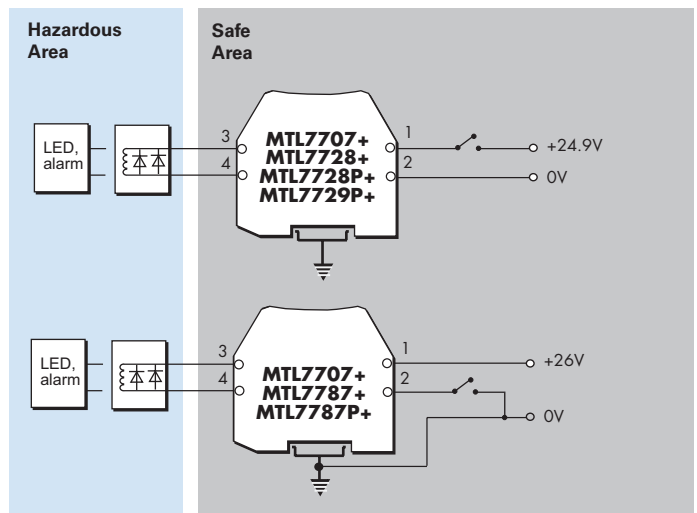 Hazardous
Area
Safe
Area
LED,
alarm
3
4
MTL7707+
MTL7728+
MTL7728P+
MTL7729P+
1
2
+24.9V
0V
LED,
alarm
3
4
MTL7707+
MTL7787+
MTL7787P+
1
2
+26V
0V